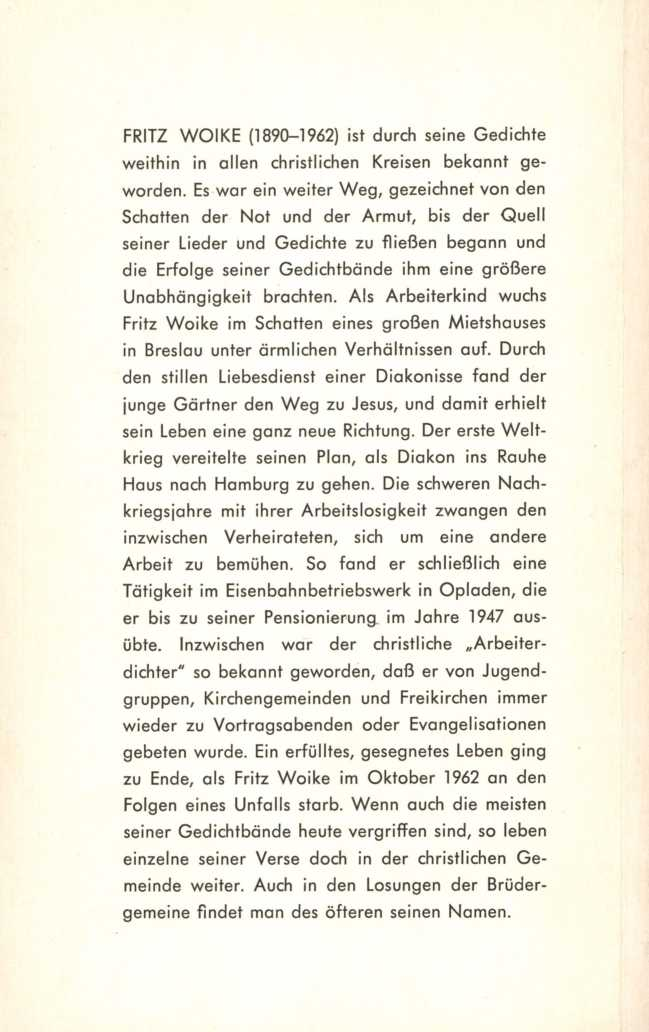 FRITZ WOIKE (1890–1962) ist durch seine Gedichte
weithin in allen christlichen Kreisen bekannt ge-
worden. Es war ein weiter Weg, gezeichnet von den
Schatten der Not und der Armut, bis der Quell
seiner Lieder und Gedichte zu fließen begann und
die Erfolge seiner Gedichtbände ihm eine größere
Unabhängigkeit brachten. Als Arbeiterkind wuchs
Fritz Woike im Schatten eines großen Mietshauses
in Breslau unter ärmlichen Verhältnissen auf. Durch
den stillen Liebesdienst einer Diakonisse fand der
junge Gärtner den Weg zu Jesus, und damit erhielt
sein Leben eine ganz neue Richtung. Der erste Welt-
krieg vereitelte seinen Plan, als Diakon ins Rauhe
Haus nach Hamburg zu gehen. Die schweren Nach-
kriegsjahre mit ihrer Arbeitslosigkeit zwangen den
inzwischen Verheirateten, sich um eine andere
Arbeit zu bemühen. So fand er schließlich eine
Tätigkeit im Eisenbahnbetriebswerk in Opladen, die
er bis zu seiner Pensionierung im Jahre 1947 aus-
übte. Inzwischen war der christliche „Arbeiter-
dichter" so bekannt geworden, daß er von Jugend-
gruppen, Kirchengemeinden und Freikirchen immer
wieder zu Vortragsabenden oder Evangelisationen
gebeten wurde. Ein erfülltes, gesegnetes Leben ging
zu Ende, als Fritz Woike im Oktober 1962 an den
Folgen eines Unfalls starb. Wenn auch die meisten
seiner Gedichtbände heute vergriffen sind, so leben
einzelne seiner Verse doch in der christlichen Ge-
meinde weiter. Auch in den Losungen der Brüder-
gemeine findet man des öfteren seinen Namen.